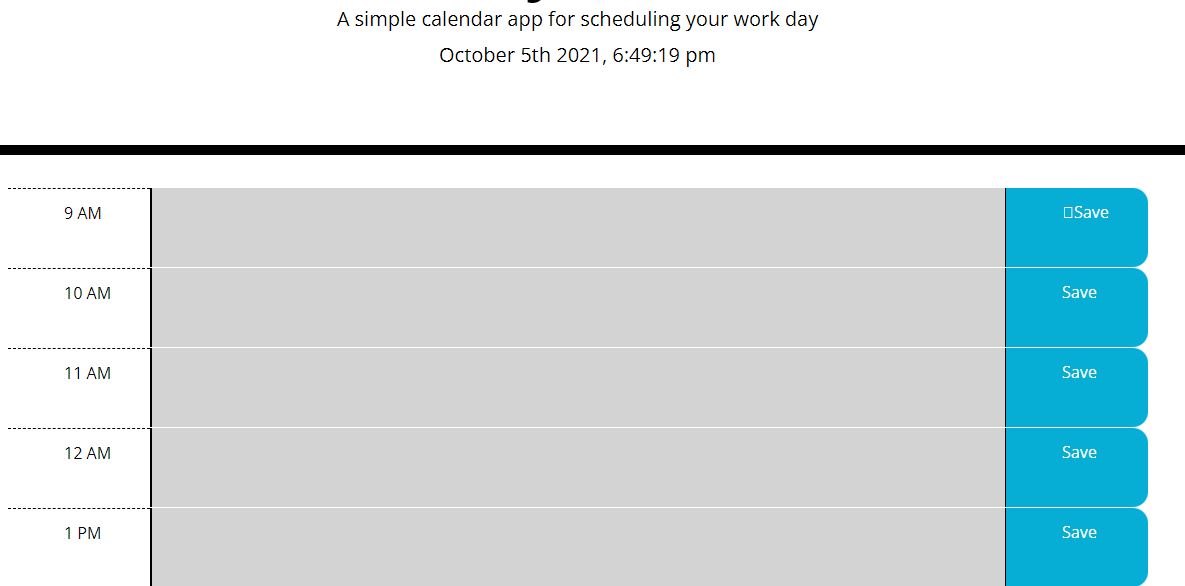 A simple calendar app for scheduling your work day
October 5th 2021, 6:49:19 pm
9 AM
Save
10 AM
Save
11 AM
Save
12 AM
Save
1 PM
Save